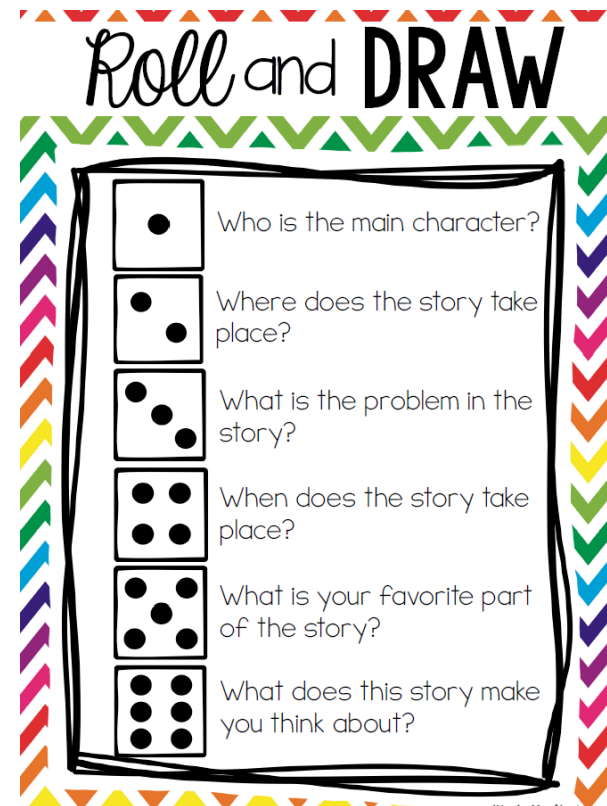 Roll and DRAW
Who is the main character?
Where does the story take
place?
What is the problem in the
story?
When does the story take
place?
What is your favorite part
of the story?
What does this story make
you think about?